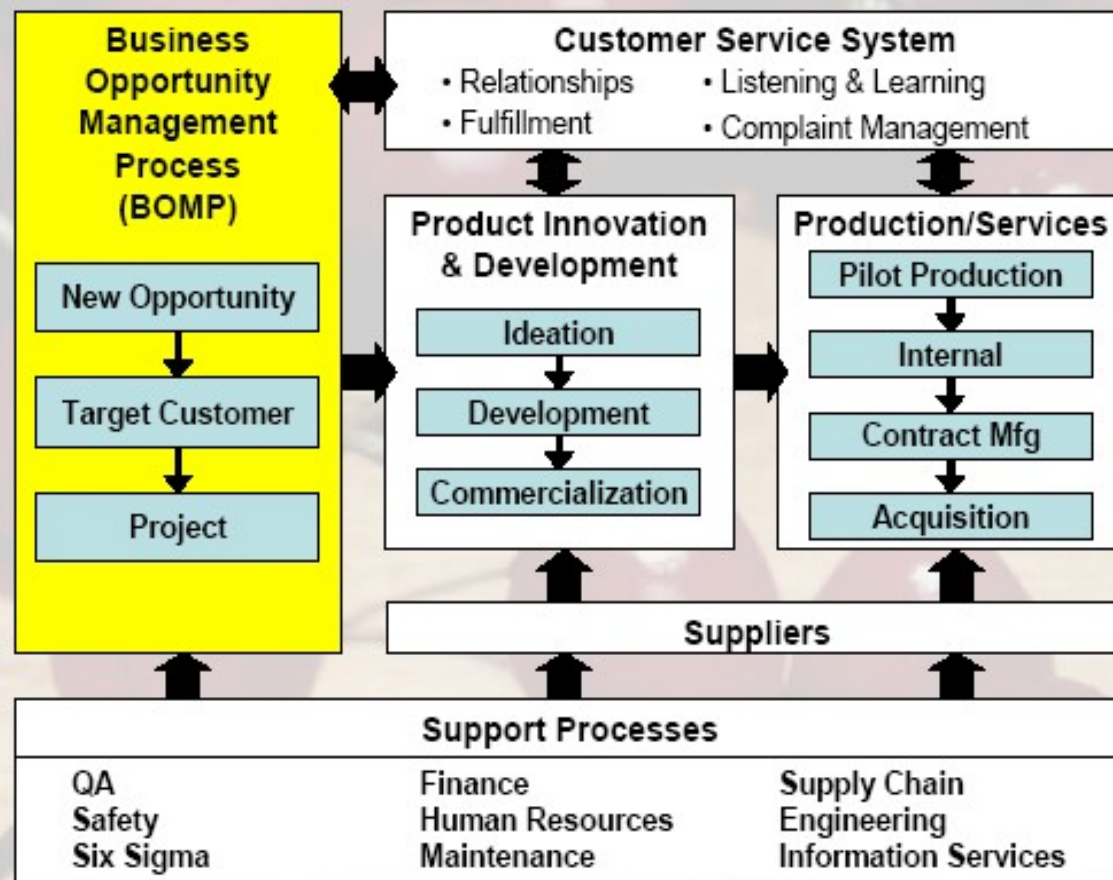 Business
Opportunity
Management
Process
(BOMP)
New Opportunity
Target Customer
Project
Customer Service System
• Relationships
• Listening & Learning
• Fulfillment
• Complaint Management
Product Innovation
& Development
Ideation
Development
Commercialization
Production/Services
Pilot Production
Internal
Contract Mfg
Acquisition
Suppliers
Support Processes
QA
Safety
Six Sigma
Finance
Human Resources
Maintenance
Supply Chain
Engineering
Information Services